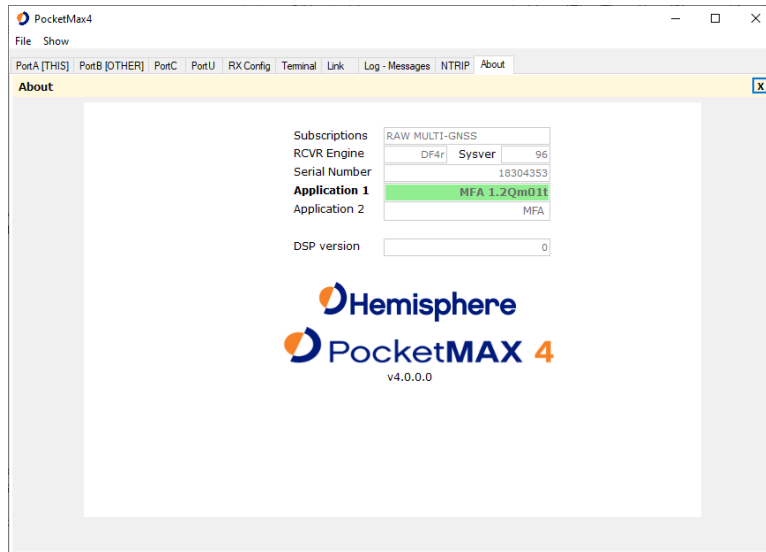 PocketMax4
File Show
PortA [THIS] PortB [OTHER] PortC PortU RX Config Terminal Link Log - Messages NTRIP About
About X
Subscriptions RAW MULTI-GNSS
RCVR Engine DF4r Sysver 96
Serial Number 18304353
Application 1 MFA 1.2Qm01t
Application 2 MFA
DSP version 0
Hemisphere
PocketMAX 4
v4.0.0.0